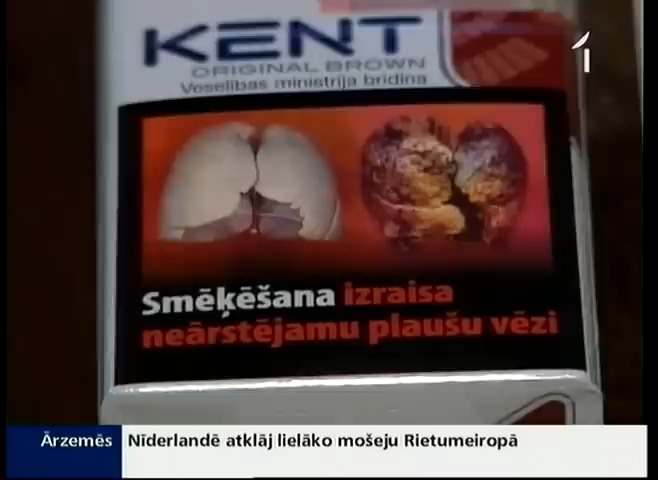 KENT
ORIGINAL BROWN
Veselības ministrija brīdina
Smēķēšana izraisa
neārstējamu plaušu vēzi
1
Ārzemēs
Nīderlandē atklāj lielāko mošeju Rietumeiropā